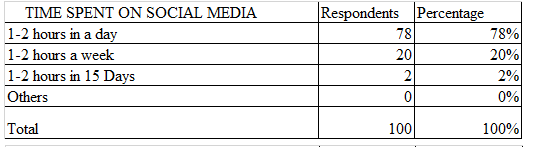 TIME SPENT ON SOCIAL MEDIA Respondents Percentage
1-2 hours in a day 78 78%
1-2 hours a week 20 20%
1-2 hours in 15 Days 2 2%
Others 0 0%
Total 100 100%